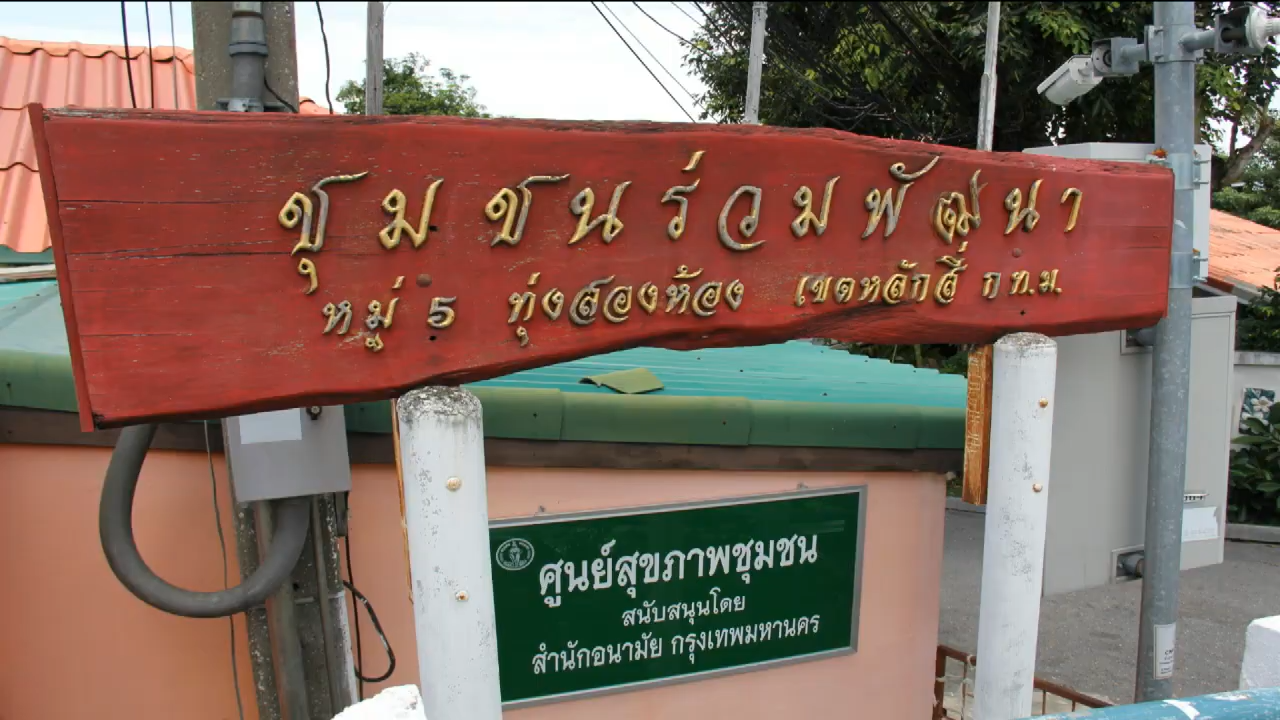 ชุมชนร่วมพัฒนา
หมู่ 5 ทุ่งสองห้อง เขตหลักสี่ ก.ท.ม.
ศูนย์สุขภาพชุมชน
สนับสนุนโดย
สำนักอนามัย กรุงเทพมหานคร